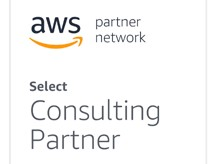 aws partner
network
Select
Consulting
Partner